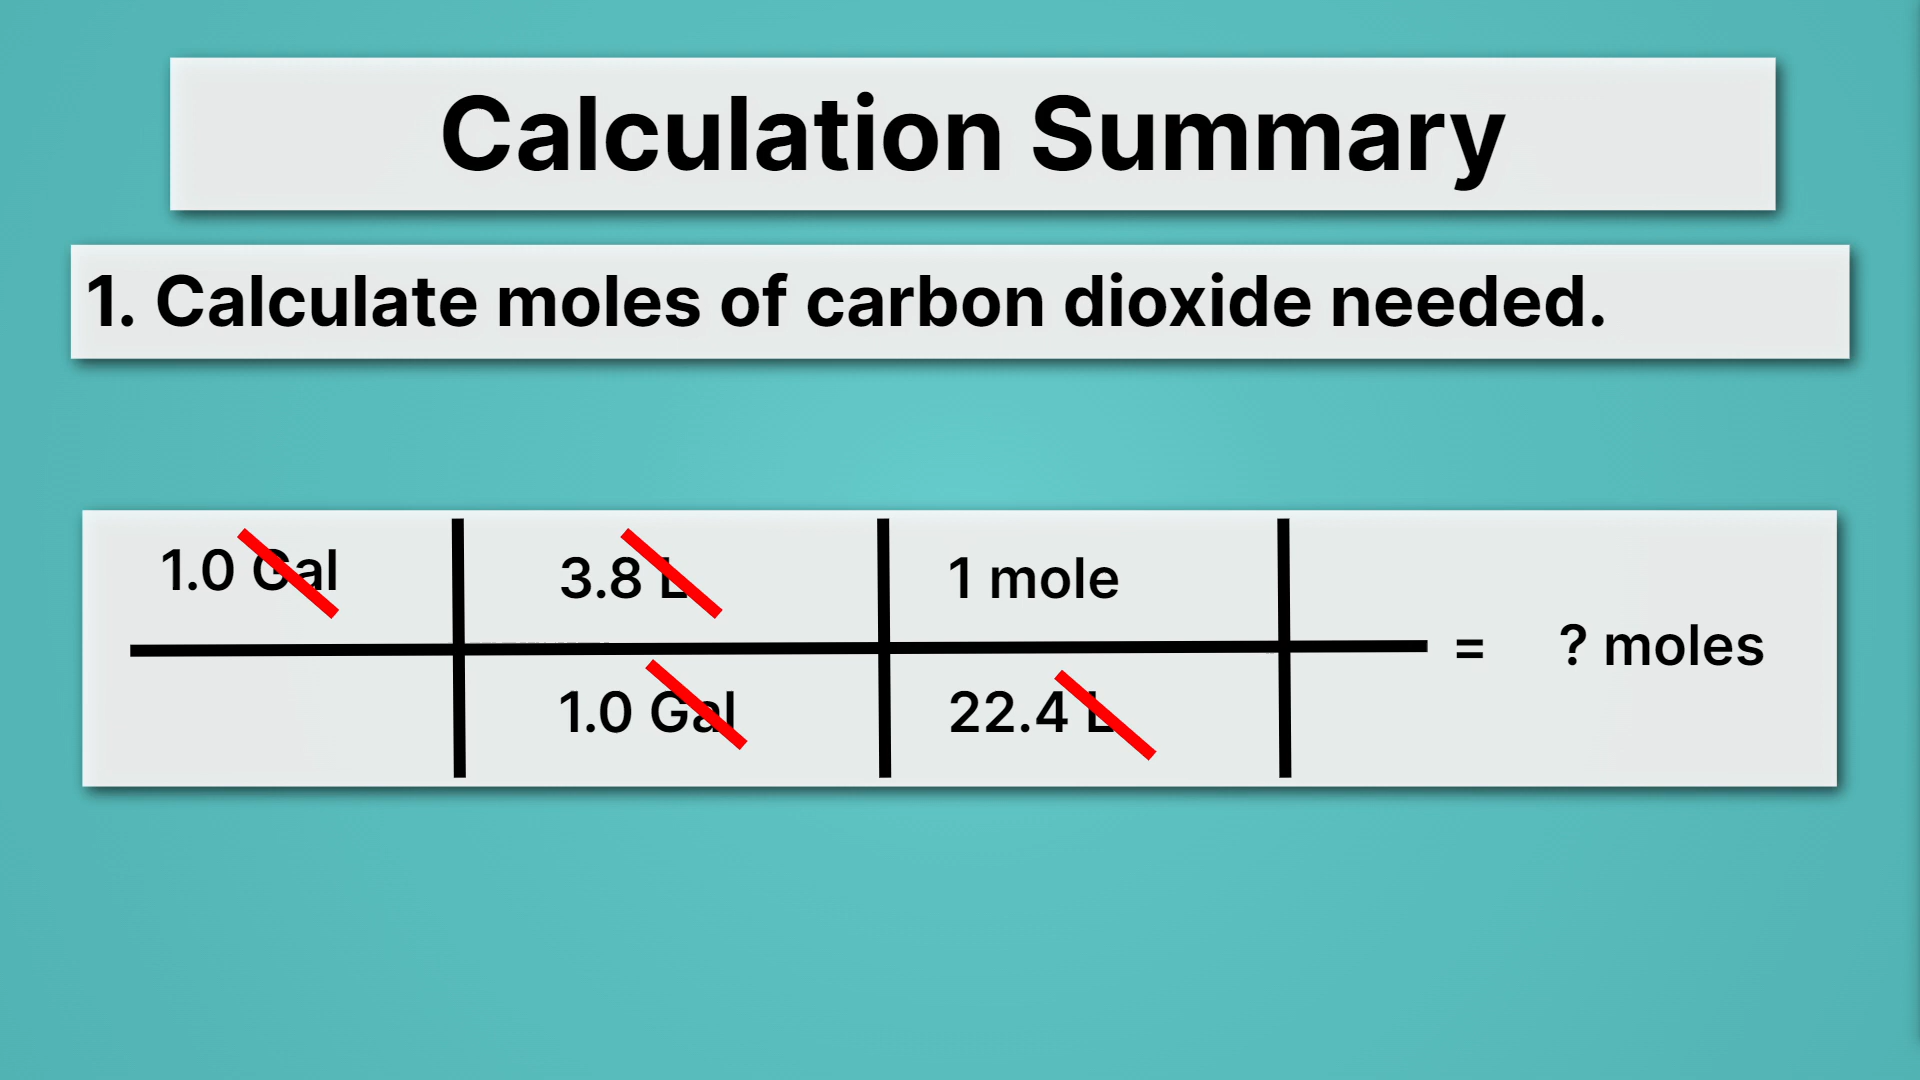 Calculation Summary
1. Calculate moles of carbon dioxide needed.
1.0 Gal 3.8 L 1 mole
= ? moles
1.0 Gal 22.4 L